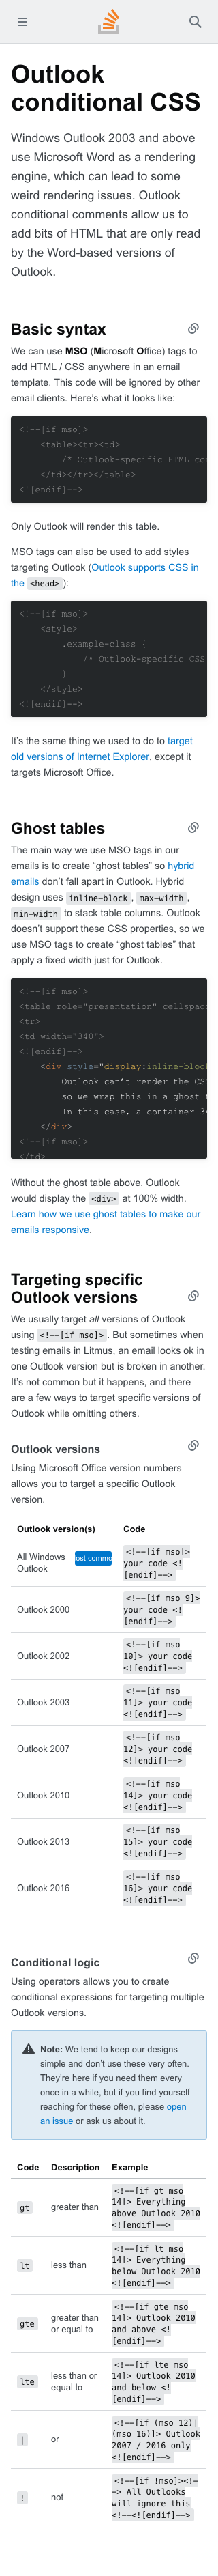 Outlook
conditional CSS
Windows Outlook 2003 and above
use Microsoft Word as a rendering
engine, which can lead to some
weird rendering issues. Outlook
conditional comments allow us to
add bits of HTML that are only read
by the Word-based versions of
Outlook.
Basic syntax
We can use MSO (Microsoft Office) tags to
add HTML / CSS anywhere in an email
template. This code will be ignored by other
email clients. Here’s what it looks like:
<!--[if mso]>
<table><tr><td>
/* Outlook-specific HTML
</td></tr></table>
<![endif]-->
Only Outlook will render this table.
MSO tags can also be used to add styles
targeting Outlook (Outlook supports CSS in
the <head> ):
<!--[if mso]>
<style>
.example-class {
/* Outlook-specific CSS
}
</style>
<![endif]-->
It’s the same thing we used to do to target
old versions of Internet Explorer, except it
targets Microsoft Office.
Ghost tables
The main way we use MSO tags in our
emails is to create “ghost tables” so hybrid
emails don’t fall apart in Outlook. Hybrid
design uses inline-block , max-width ,
min-width to stack table columns. Outlook
doesn’t support these CSS properties, so we
use MSO tags to create “ghost tables” that
apply a fixed width just for Outlook.
<!--[if mso]>
<table role="presentation" cellspac
<tr>
<td width="340">
<![endif]-->
<div style="display:inline-bloc
Outlook can’t render the CSS
so we wrap this in a ghost t
In this case, a container 34
</div>
<!--[if mso]>
</td>
Without the ghost table above, Outlook
would display the <div> at 100% width.
Learn how we use ghost tables to make our
emails responsive.
Targeting specific
Outlook versions
We usually target all versions of Outlook
using <!--[if mso]> . But sometimes when
testing emails in Litmus, an email looks ok in
one Outlook version but is broken in another.
It’s not common but it happens, and there
are a few ways to target specific versions of
Outlook while omitting others.
Outlook versions
Using Microsoft Office version numbers
allows you to target a specific Outlook
version.
Outlook version(s) Code
All Windows
Outlook
ost commo
<!--[if mso]>
your code <!
[endif]-->
Outlook 2000
<!--[if mso 9]>
your code <!
[endif]-->
Outlook 2002
<!--[if mso
10]> your code
<![endif]-->
Outlook 2003
<!--[if mso
11]> your code
<![endif]-->
Outlook 2007
<!--[if mso
12]> your code
<![endif]-->
Outlook 2010
<!--[if mso
14]> your code
<![endif]-->
Outlook 2013
<!--[if mso
15]> your code
<![endif]-->
Outlook 2016
<!--[if mso
16]> your code
<![endif]-->
Conditional logic
Using operators allows you to create
conditional expressions for targeting multiple
Outlook versions.
Note: We tend to keep our designs
simple and don’t use these very often.
They’re here if you need them every
once in a while, but if you find yourself
reaching for these often, please open
an issue or ask us about it.
Code Description Example
gt greater than
<!--[if gt mso
14]> Everything
above Outlook 2010
<![endif]-->
lt less than
<!--[if lt mso
14]> Everything
below Outlook 2010
<![endif]-->
gte greater than
or equal to
<!--[if gte mso
14]> Outlook 2010
and above <!
[endif]-->
lte less than or
equal to
<!--[if lte mso
14]> Outlook 2010
and below <!
[endif]-->
| or
<!--[if (mso 12)|
(mso 16)]> Outlook
2007 / 2016 only
<![endif]-->
! not
<!--[if !mso]><!-
-> All Outlooks
will ignore this
<!--<![endif]-->